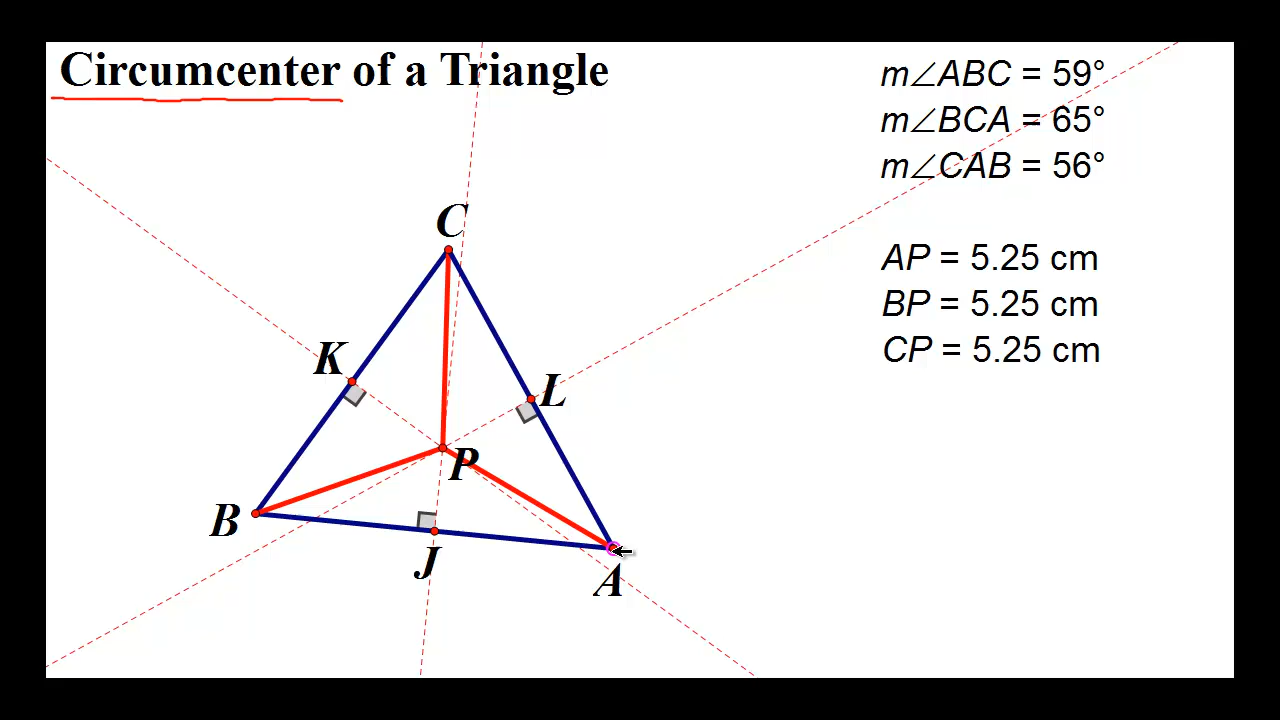 Circumcenter of a Triangle
m∠ABC = 59°
m∠BCA = 65°
m∠CAB = 56°
AP = 5.25 cm
BP = 5.25 cm
CP = 5.25 cm
C
K
L
P
B
J
A